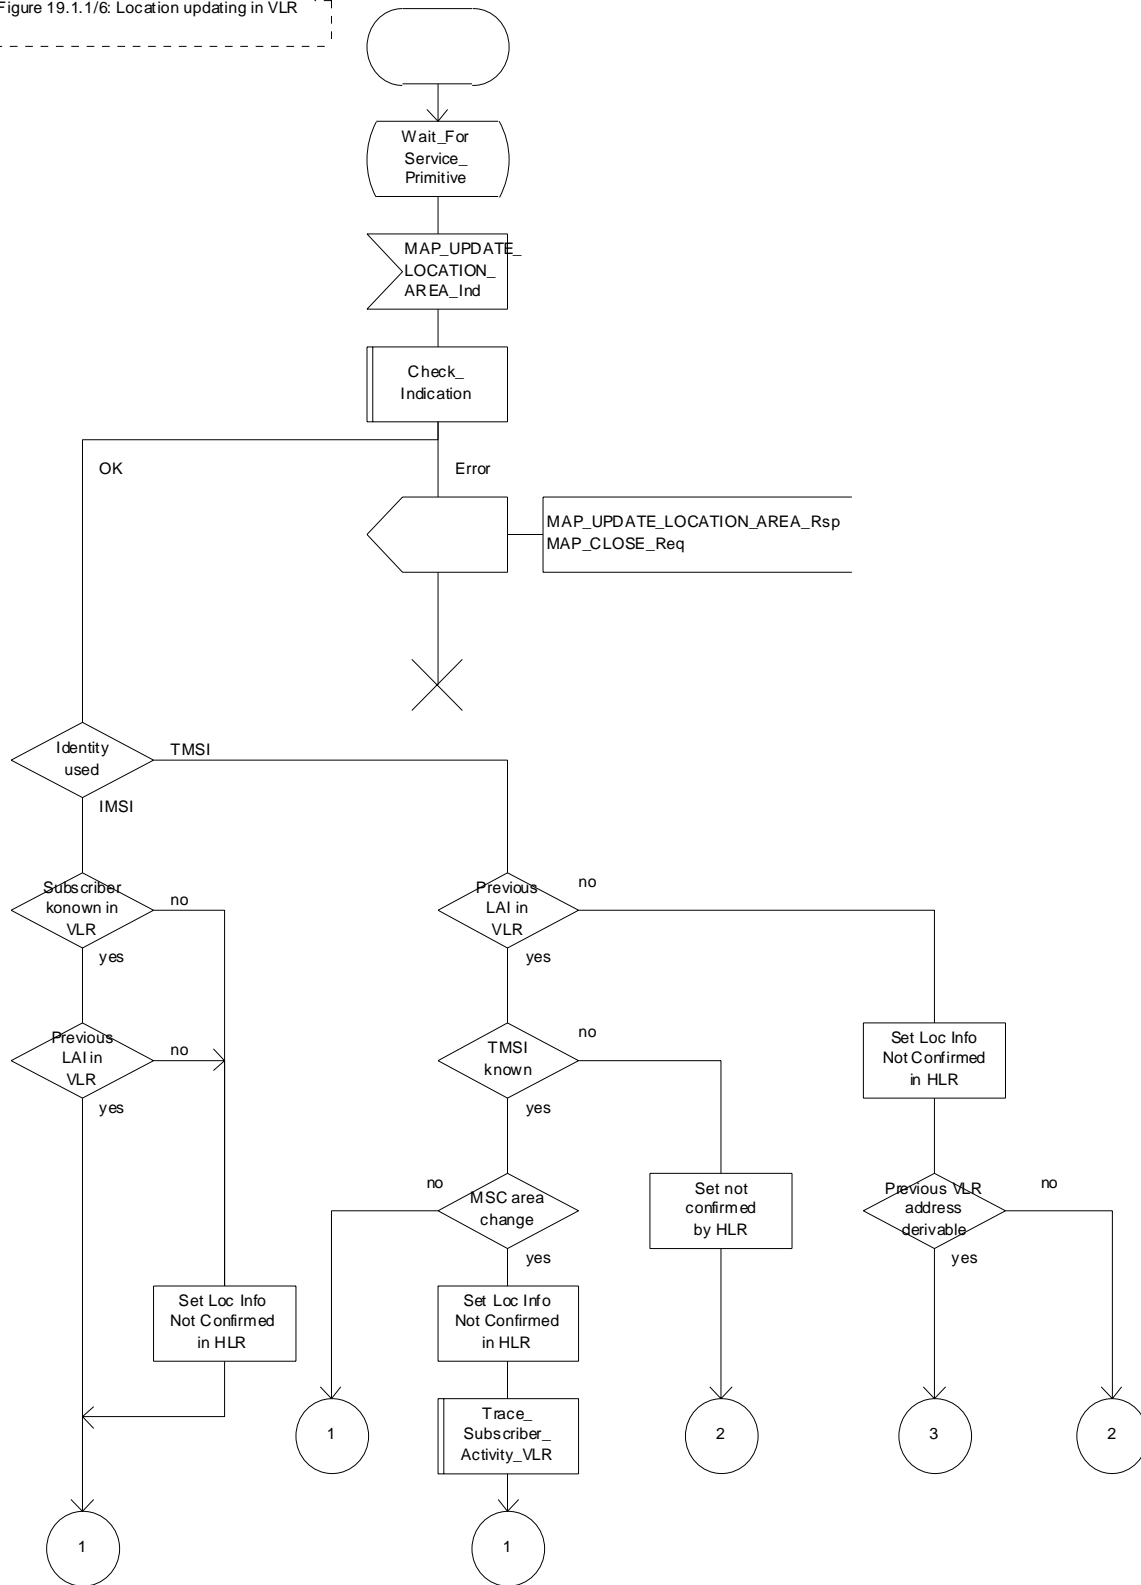 Figure 19.1.1/6: Location updating in VLR
Wait_For
Service_
Primitive
MAP_UPDATE_
LOCATION_
AREA_Ind
Check_
Indication
OK
Error
MAP_UPDATE_LOCATION_AREA_Rsp
MAP_CLOSE_Req
Identity
used
TMSI
IMSI
Subscriber
konown in
VLR
no
yes
Previous
LAI in
VLR
no
yes
Previous
LAI in
VLR
no
yes
TMSI
known
no
yes
Set Loc Info
Not Confirmed
in HLR
no
MSC area
change
yes
Set not
confirmed
by HLR
Previous VLR
address
derivable
no
yes
Set Loc Info
Not Confirmed
in HLR
Set Loc Info
Not Confirmed
in HLR
1
Trace_
Subscriber_
Activity_VLR
2
3
2
1
1